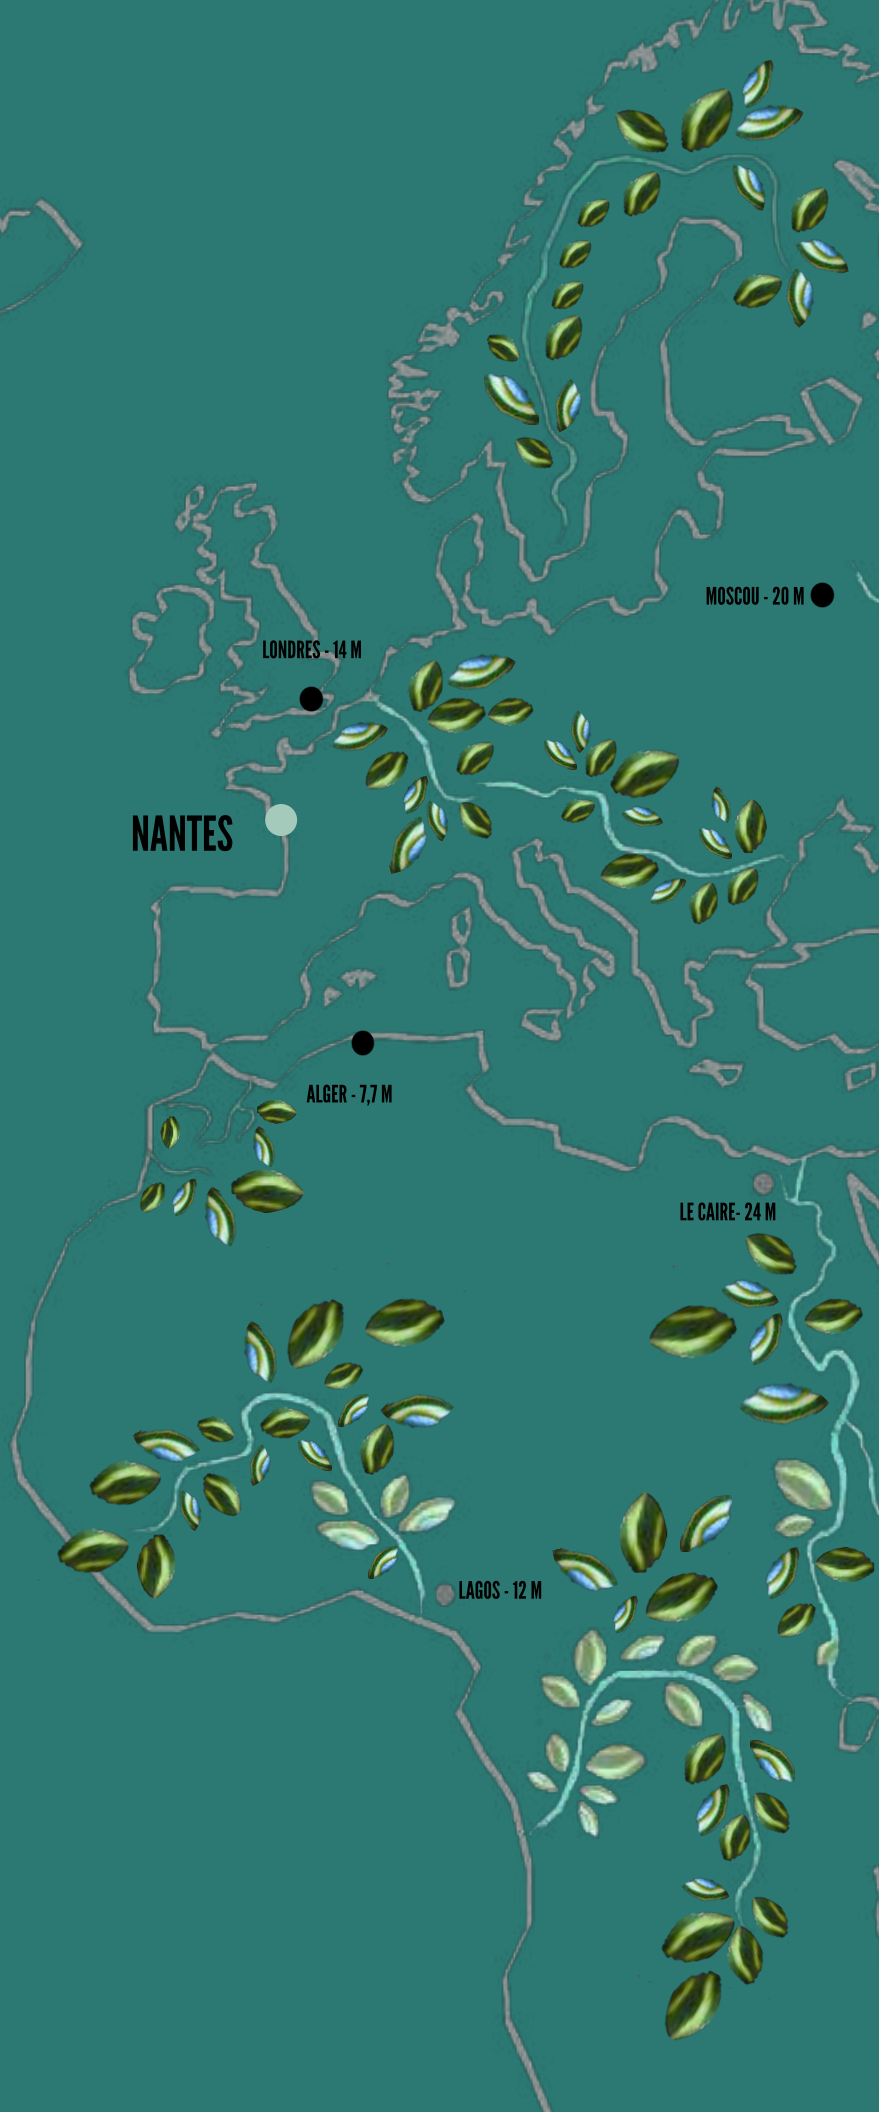 MOSCOU - 20 M
LONDRES - 14 M
NANTES
ALGER - 7,7 M
LE CAIRE- 24 M
LAGOS - 12 M